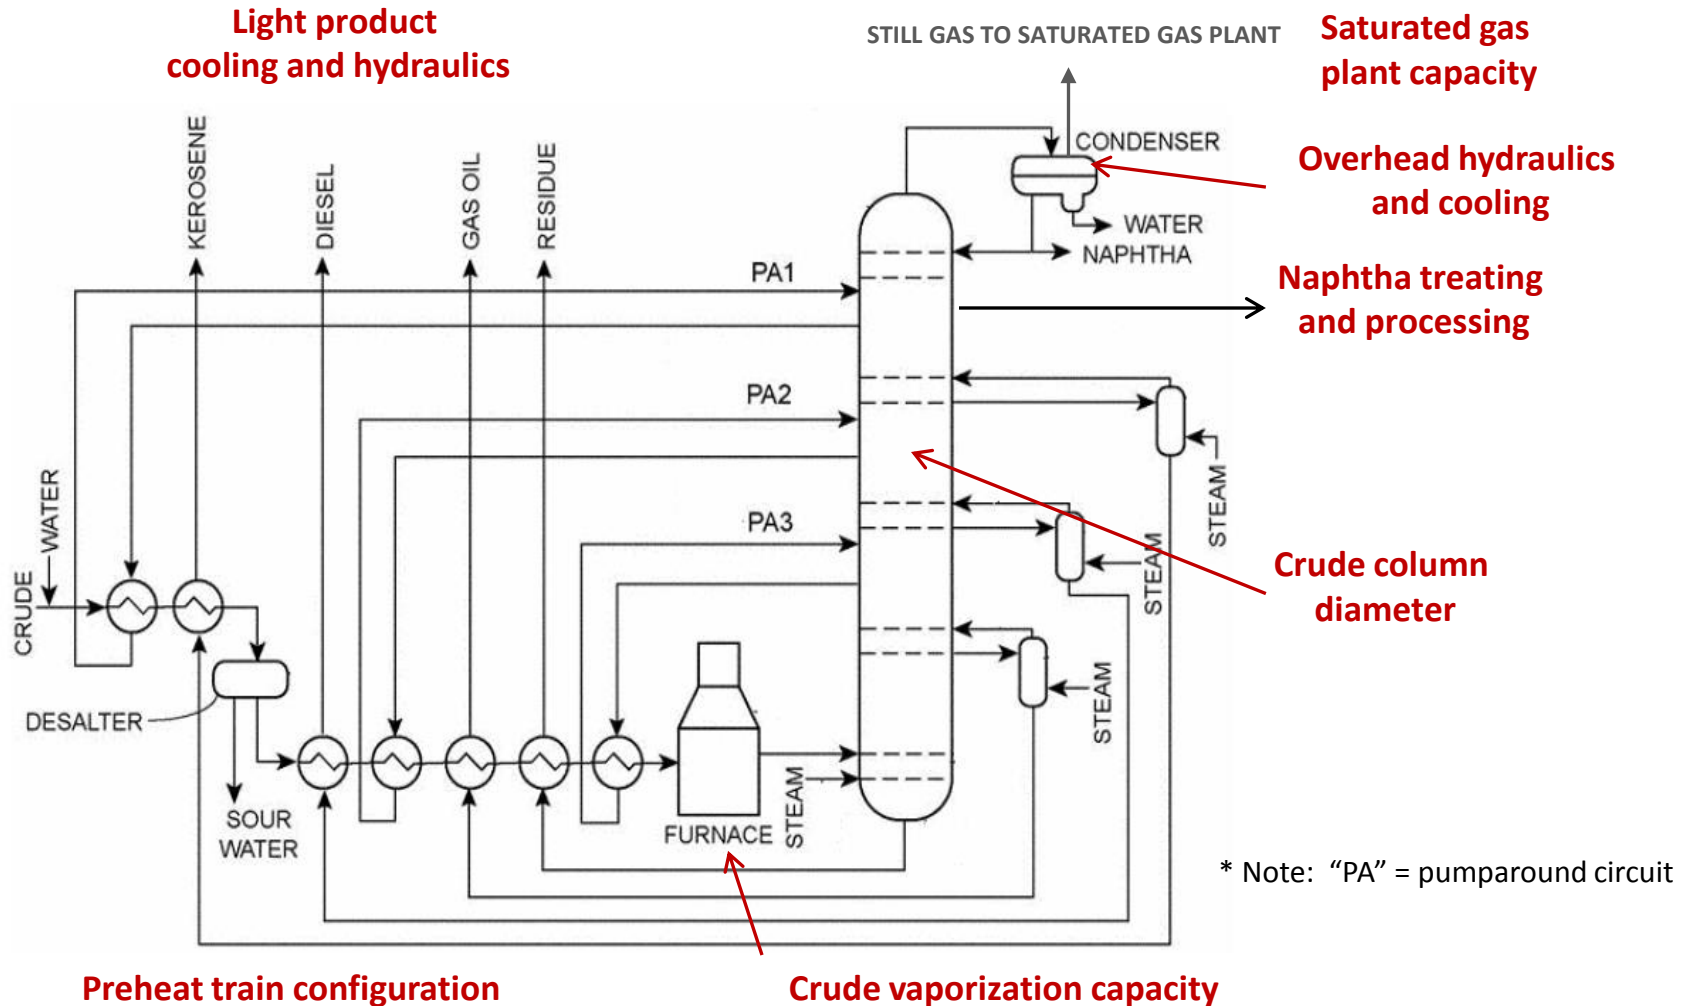 Light product
cooling and hydraulics
STILL GAS TO SATURATED GAS PLANT
Saturated gas
plant capacity
KEROSENE
DIESEL
GAS OIL
RESIDUE
CONDENSER
Overhead hydraulics
and cooling
WATER
NAPHTHA
PA1
Naphtha treating
and processing
PA2
WATER
CRUDE
STEAM
PA3
STEAM
Crude column
diameter
STEAM
DESALTER
SOUR
WATER
FURNACE
STEAM
* Note: “PA” = pumparound circuit
Preheat train configuration
Crude vaporization capacity